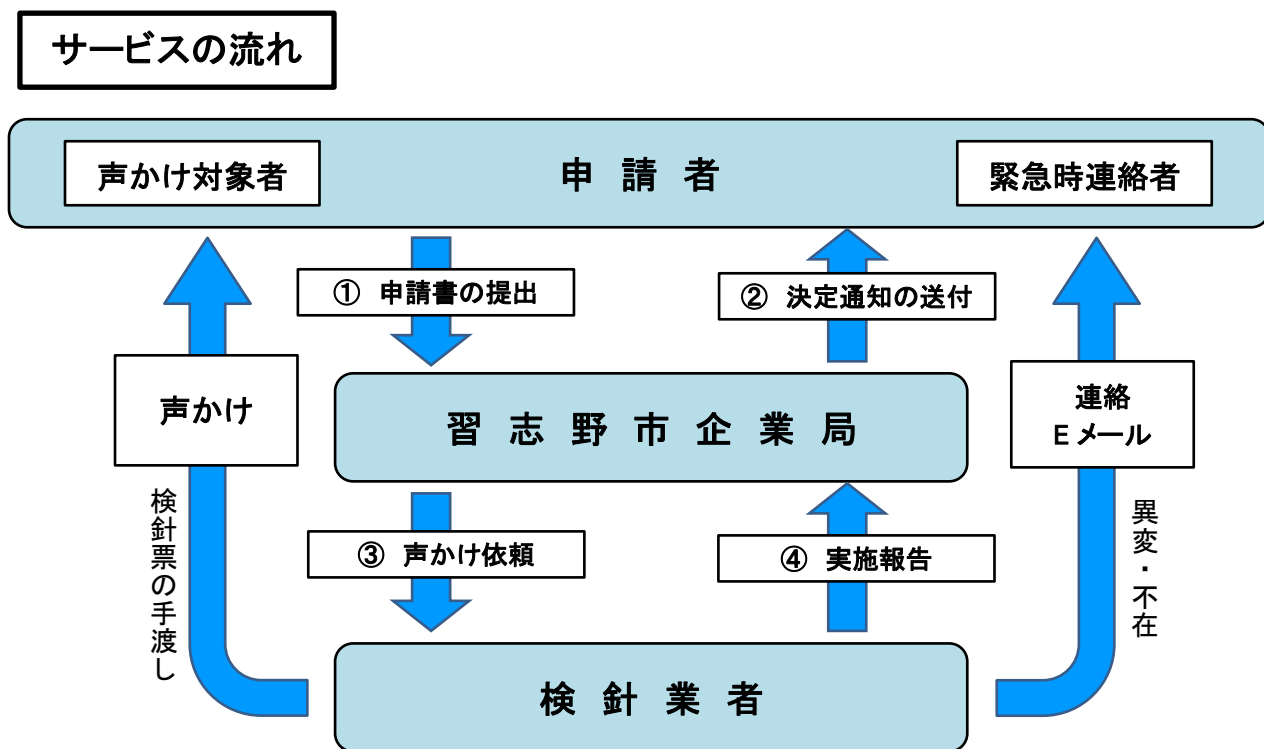 サービスの流れ
声かけ対象者
申請者
緊急時連絡者
① 申請書の提出
② 決定通知の送付
声かけ
習志野市企業局
連絡
Eメール
検針票の手渡し
③ 声かけ依頼
④ 実施報告
異変・不在
検針業者